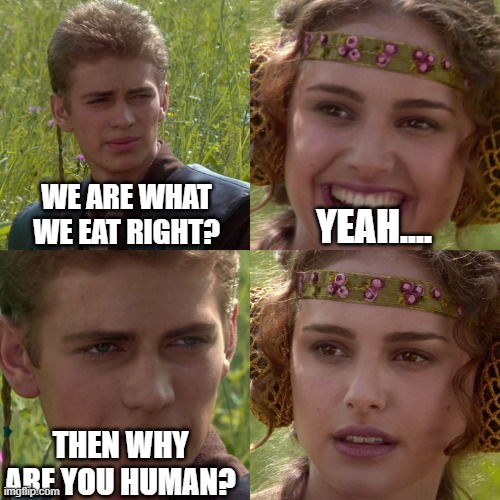 WE ARE WHAT
WE EAT RIGHT?
YEAH....
THEN WHY
ARE YOU HUMAN?
imgflip.com